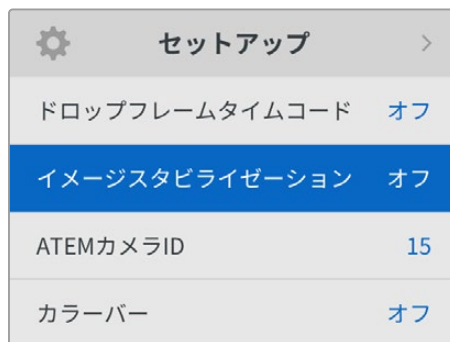 セットアップ
ドロップフレームタイムコード オフ
イメージスタビライゼーション オフ
ATEMカメラID 15
カラーバー オフ